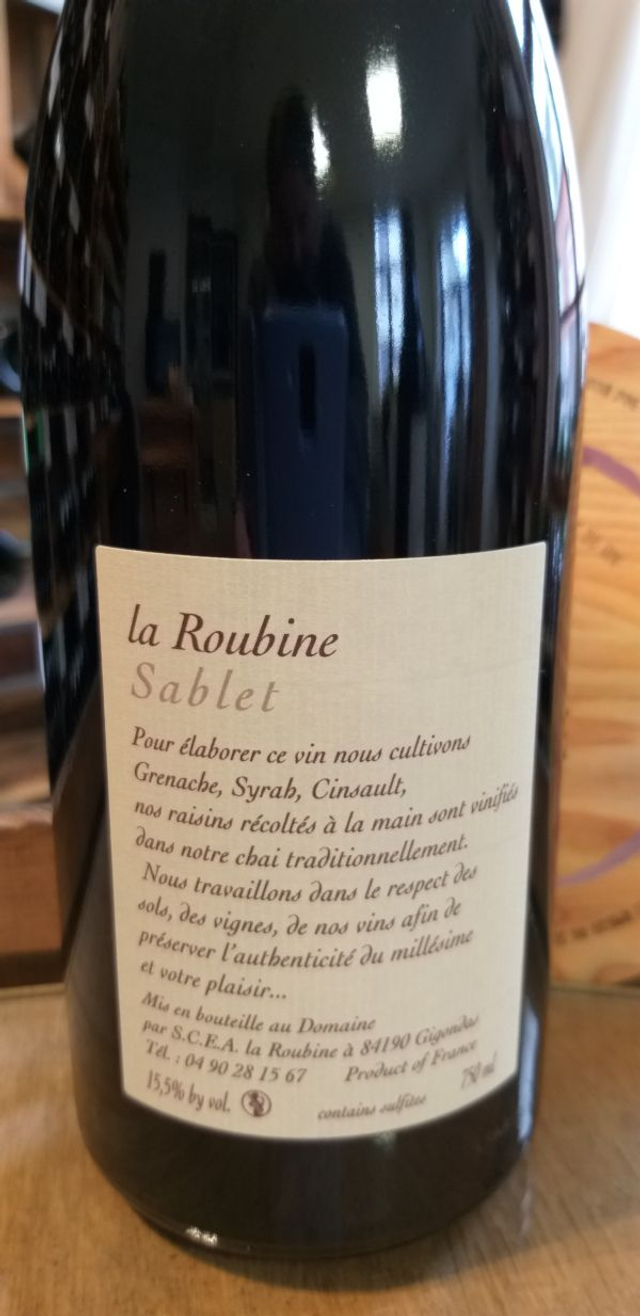 la Roubine
Sablet
Pour élaborer ce vin nous cultivons
Grenache, Syrah, Cinsault,
nos raisins récoltés à la main sont vinifiés
dans notre chai traditionnellement.
Nous travaillons dans le respect des
sols, des vignes, de nos vins afin de
préserver l'authenticité du millésime
et votre plaisir...
Mis en bouteille au Domaine
par S.C.E.A. la Roubine à 84190 Gigondas
Tél. : 04 90 28 15 67 Product of France
15,5% by vol. contains sulfites 750 ml